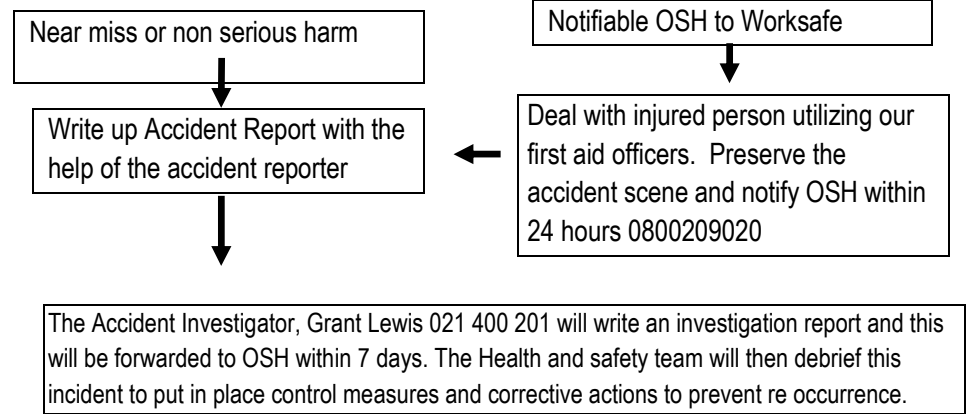 Near miss or non serious harm
Notifiable OSH to Worksafe
Write up Accident Report with the
help of the accident reporter
Deal with injured person utilizing our
first aid officers. Preserve the
accident scene and notify OSH within
24 hours 0800209020
The Accident Investigator, Grant Lewis 021 400 201 will write an investigation report and this
will be forwarded to OSH within 7 days. The Health and safety team will then debrief this
incident to put in place control measures and corrective actions to prevent re occurrence.